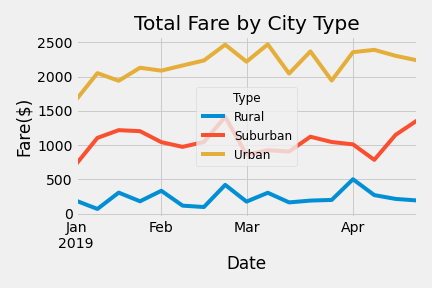 Total Fare by City Type
2500
2000
1500
1000
500
0
Fare($)
Type
Rural
Suburban
Urban
Jan
2019
Feb
Mar
Apr
Date